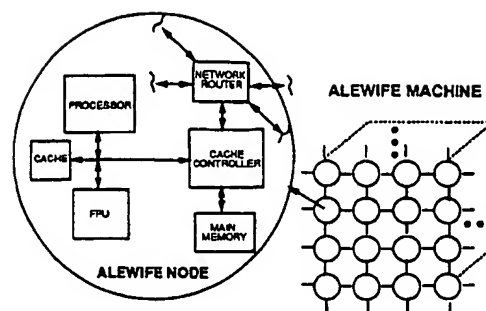 NETWORK
ROUTER
PROCESSOR
ALEWIFE MACHINE
CACHE
CACHE
CONTROLLER
FPU
MAIN
MEMORY
ALEWIFE NODE